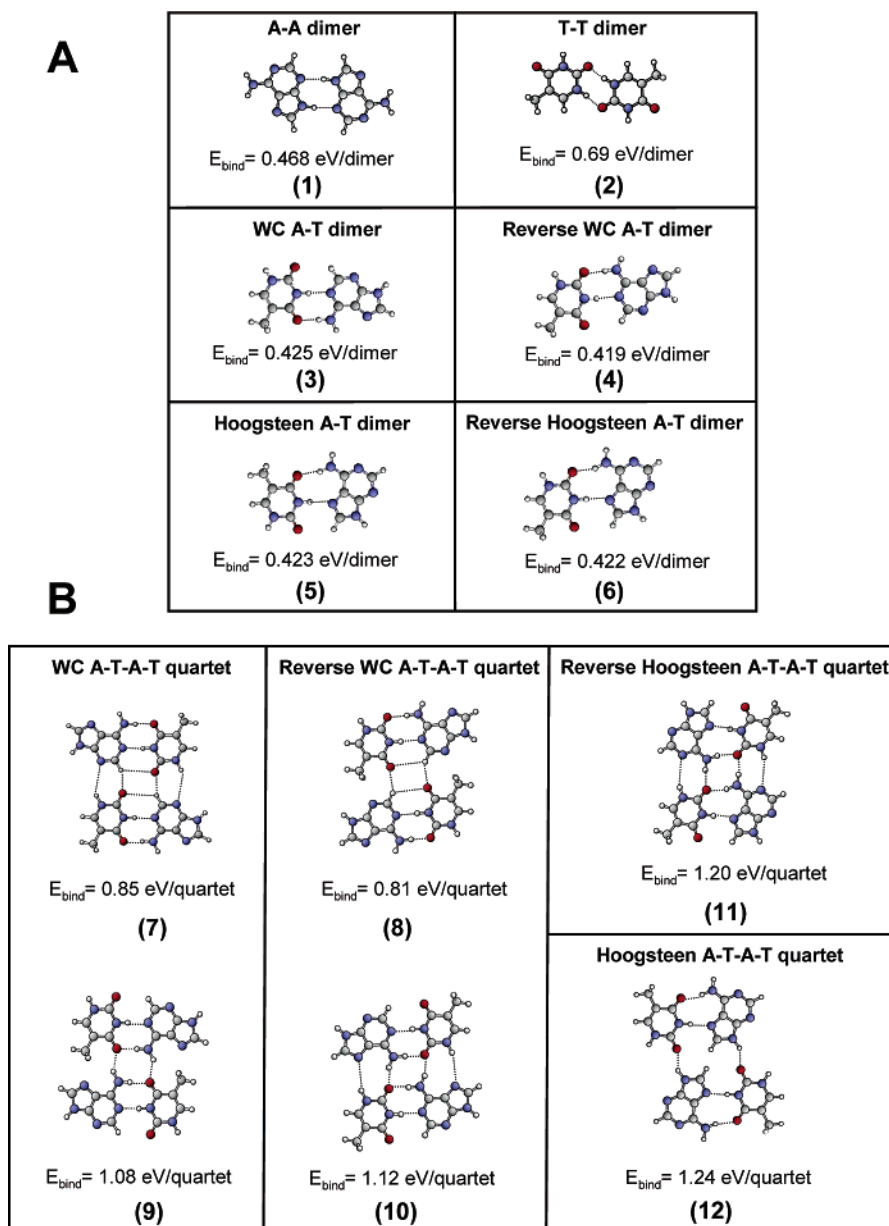 A
A-A dimer
T-T dimer
E_bind= 0.468 eV/dimer
E_bind= 0.69 eV/dimer
(1)
(2)
WC A-T dimer
Reverse WC A-T dimer
E_bind= 0.425 eV/dimer
E_bind= 0.419 eV/dimer
(3)
(4)
Hoogsteen A-T dimer
Reverse Hoogsteen A-T dimer
E_bind= 0.423 eV/dimer
E_bind= 0.422 eV/dimer
(5)
(6)
B
WC A-T-A-T quartet
Reverse WC A-T-A-T quartet
Reverse Hoogsteen A-T-A-T quartet
E_bind= 0.85 eV/quartet
E_bind= 0.81 eV/quartet
E_bind= 1.20 eV/quartet
(7)
(8)
(11)
Hoogsteen A-T-A-T quartet
E_bind= 1.08 eV/quartet
E_bind= 1.12 eV/quartet
E_bind= 1.24 eV/quartet
(9)
(10)
(12)